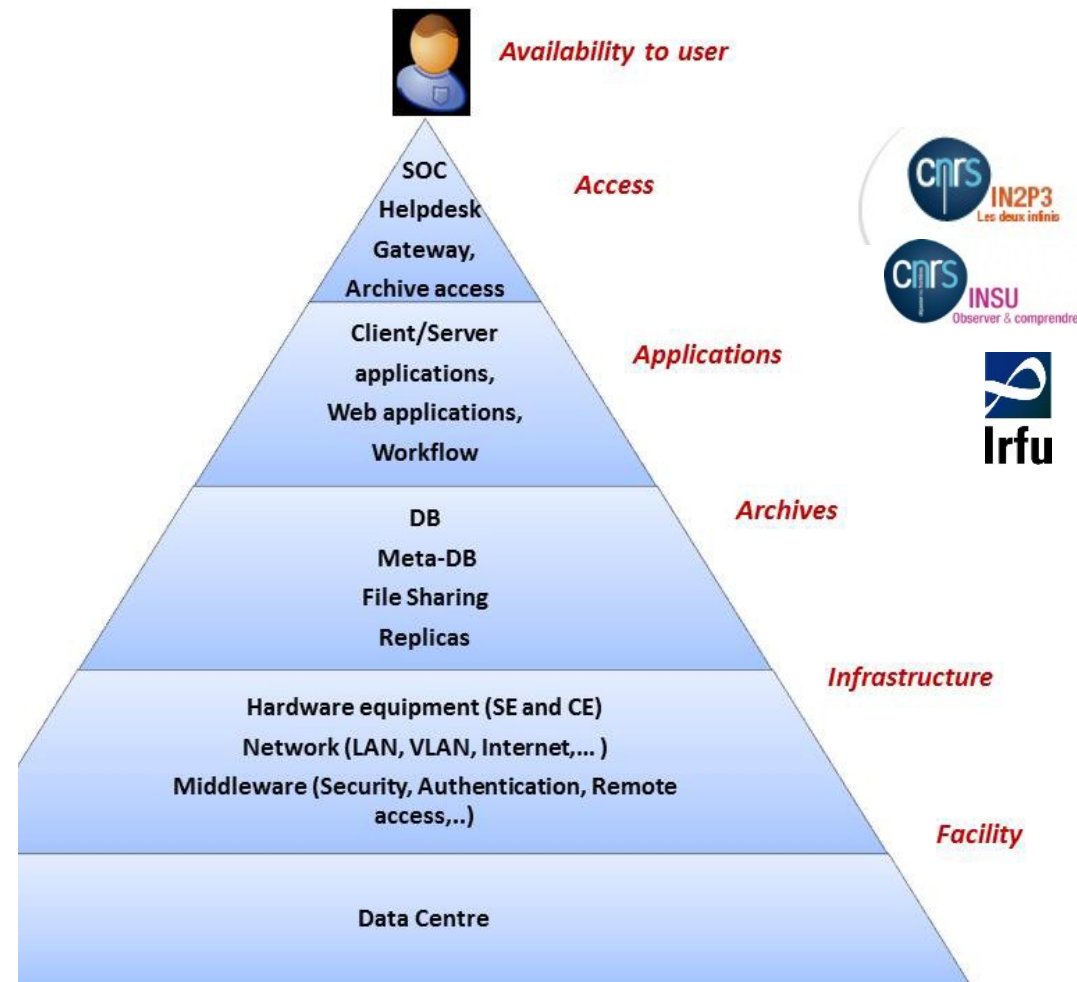 Availability to user
SOC
Helpdesk
Gateway,
Archive access
Access
cnrs
IN2P3
Les deux infinis
cnrs
INSU
Observer & comprendre
Client/Server
applications,
Web applications,
Workflow
Applications
Irfu
DB
Meta-DB
File Sharing
Replicas
Archives
Hardware equipment (SE and CE)
Network (LAN, VLAN, Internet,... )
Middleware (Security, Authentication, Remote
access,..)
Infrastructure
Data Centre
Facility